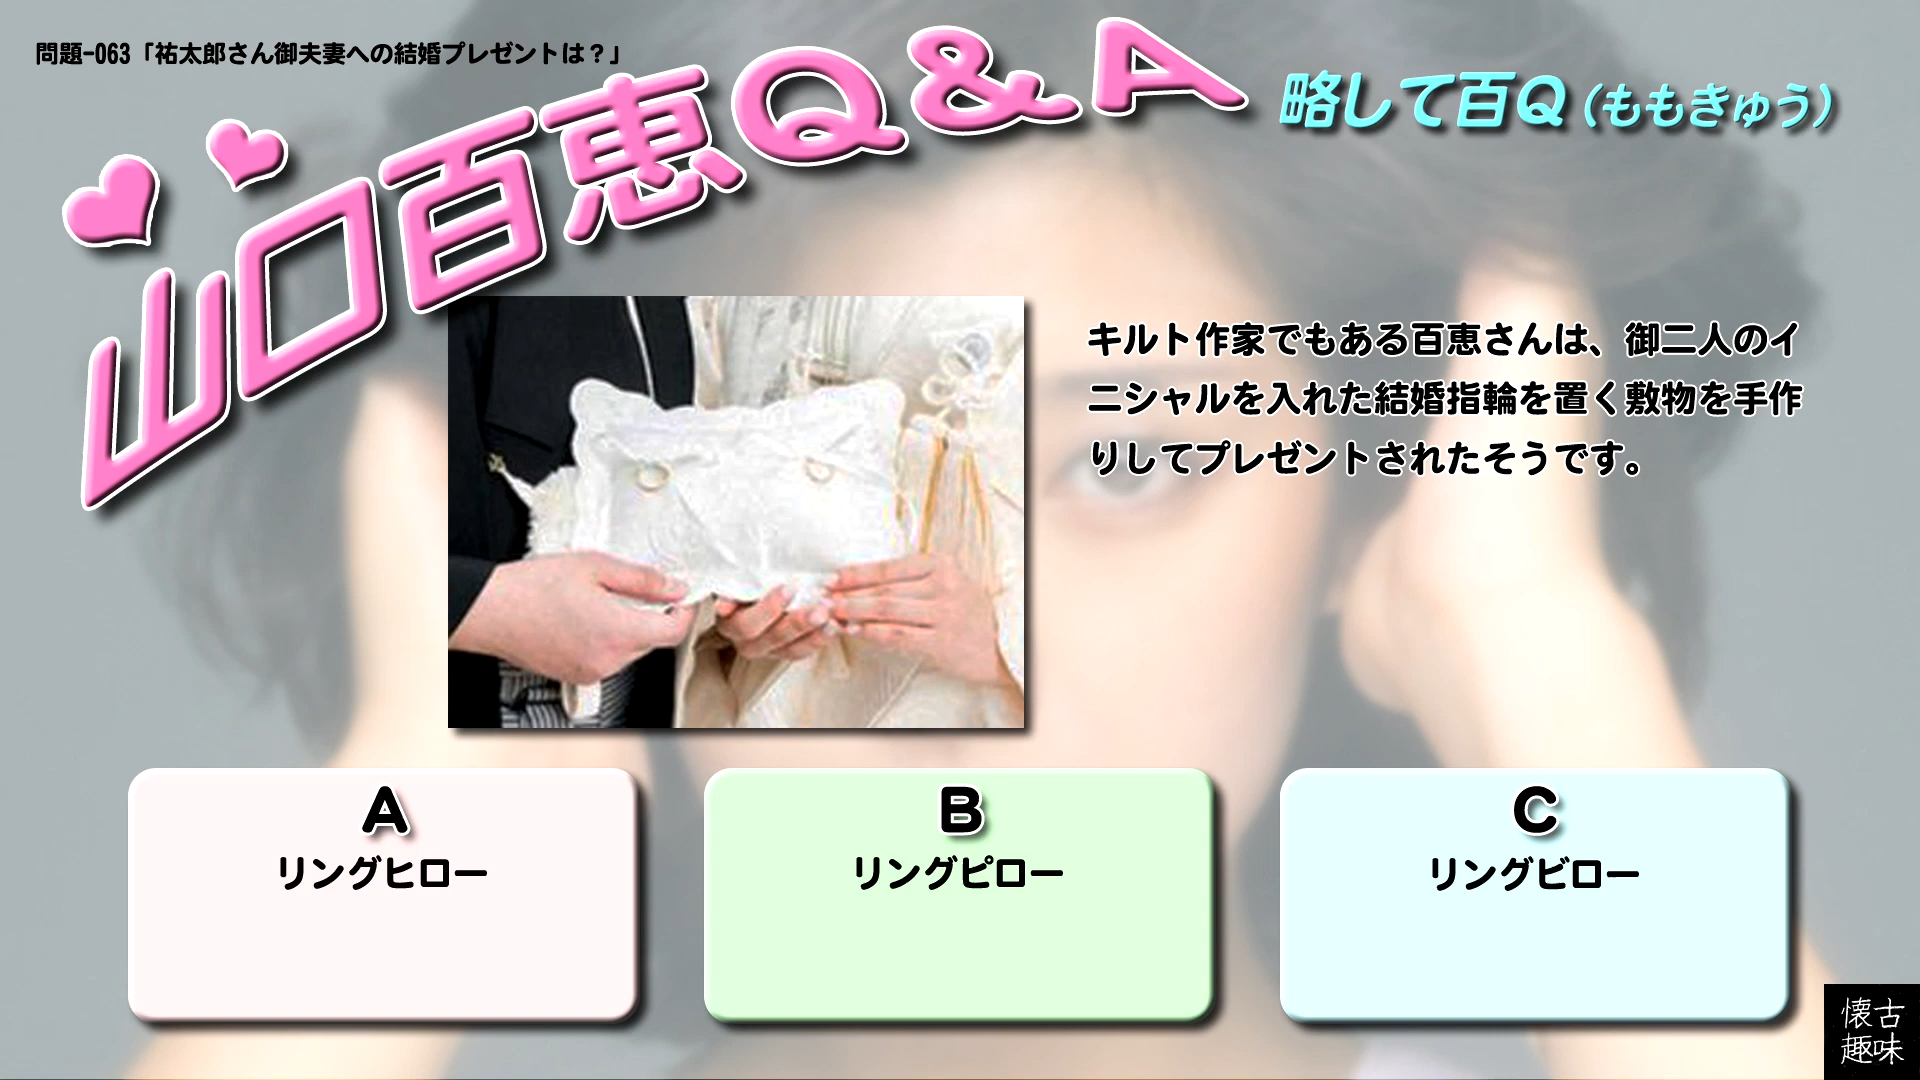 問題-063「祐太郎さん御夫妻への結婚プレゼントは？」
山口百恵Q&A
略して百Q（ももきゅう）
キルト作家でもある百恵さんは、御二人のイ
ニシャルを入れた結婚指輪を置く敷物を手作
りしてプレゼントされたそうです。
A
リングヒロー
B
リングピロー
C
リングビロー
懐古
趣味